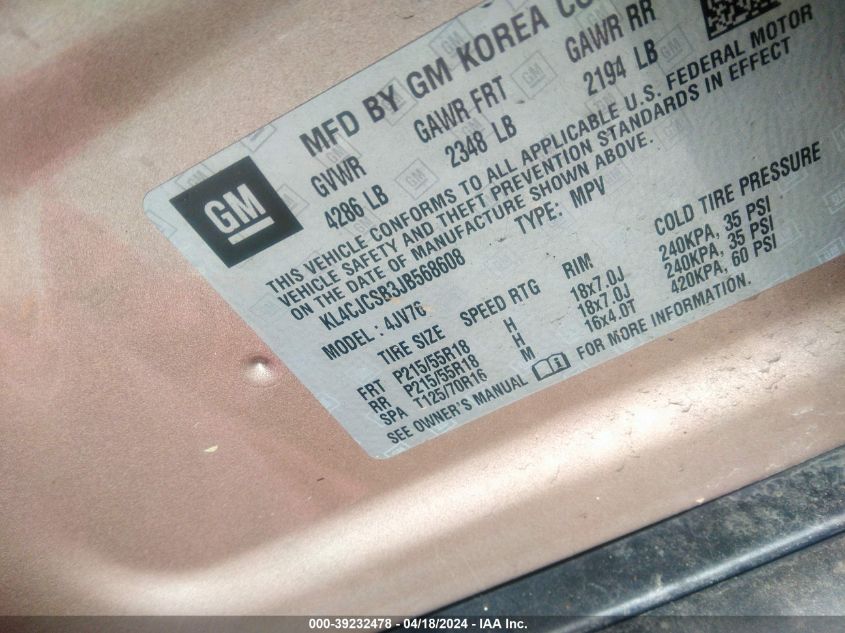 GM
MFD BY GM KOREA CO
GVWR GAWR FRT GAWR RR
4286 LB 2348 LB 2194 LB
THIS VEHICLE CONFORMS TO ALL APPLICABLE U.S. FEDERAL MOTOR
VEHICLE SAFETY AND THEFT PREVENTION STANDARDS IN EFFECT
ON THE DATE OF MANUFACTURE SHOWN ABOVE.
KL4CJCSB3JB568608 TYPE: MPV
MODEL: 4JV76
TIRE SIZE SPEED RTG RIM COLD TIRE PRESSURE
FRT P215/55R18 H 18x7.0J 240KPA, 35 PSI
RR P215/55R18 H 18x7.0J 240KPA, 35 PSI
SPA T125/70R16 M 16x4.0T 420KPA, 60 PSI
SEE OWNER'S MANUAL FOR MORE INFORMATION.
000-39232478 - 04/18/2024 - IAA Inc.